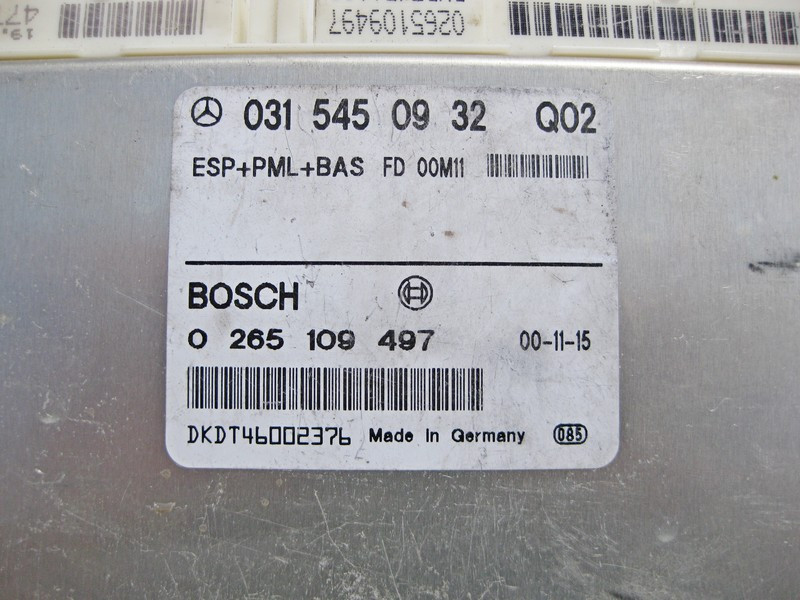 0265109497
031 545 09 32 Q02
ESP+PML+BAS FD 00M11
BOSCH
0 265 109 497 00-11-15
DKDT46002376 Made In Germany 085